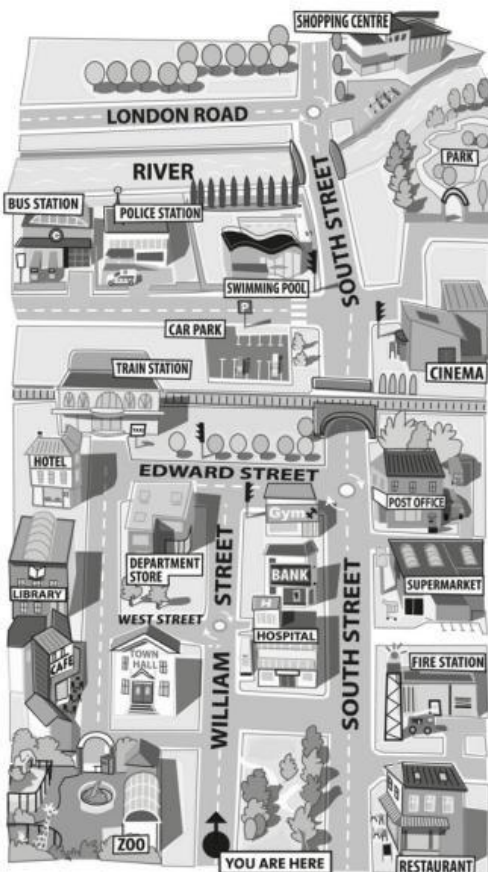 SHOPPING CENTRE
LONDON ROAD
RIVER
PARK
BUS STATION
POLICE STATION
SOUTH STREET
SWIMMING POOL
P
CAR PARK
CINEMA
TRAIN STATION
TAXI
HOTEL
EDWARD STREET
POST OFFICE
Gym
DEPARTMENT
STORE
BANK
SUPERMARKET
LIBRARY
WEST STREET
WILLIAM STREET
H
HOSPITAL
SOUTH STREET
CAFE
TOWN
HALL
FIRE STATION
ZOO
YOU ARE HERE
RESTAURANT